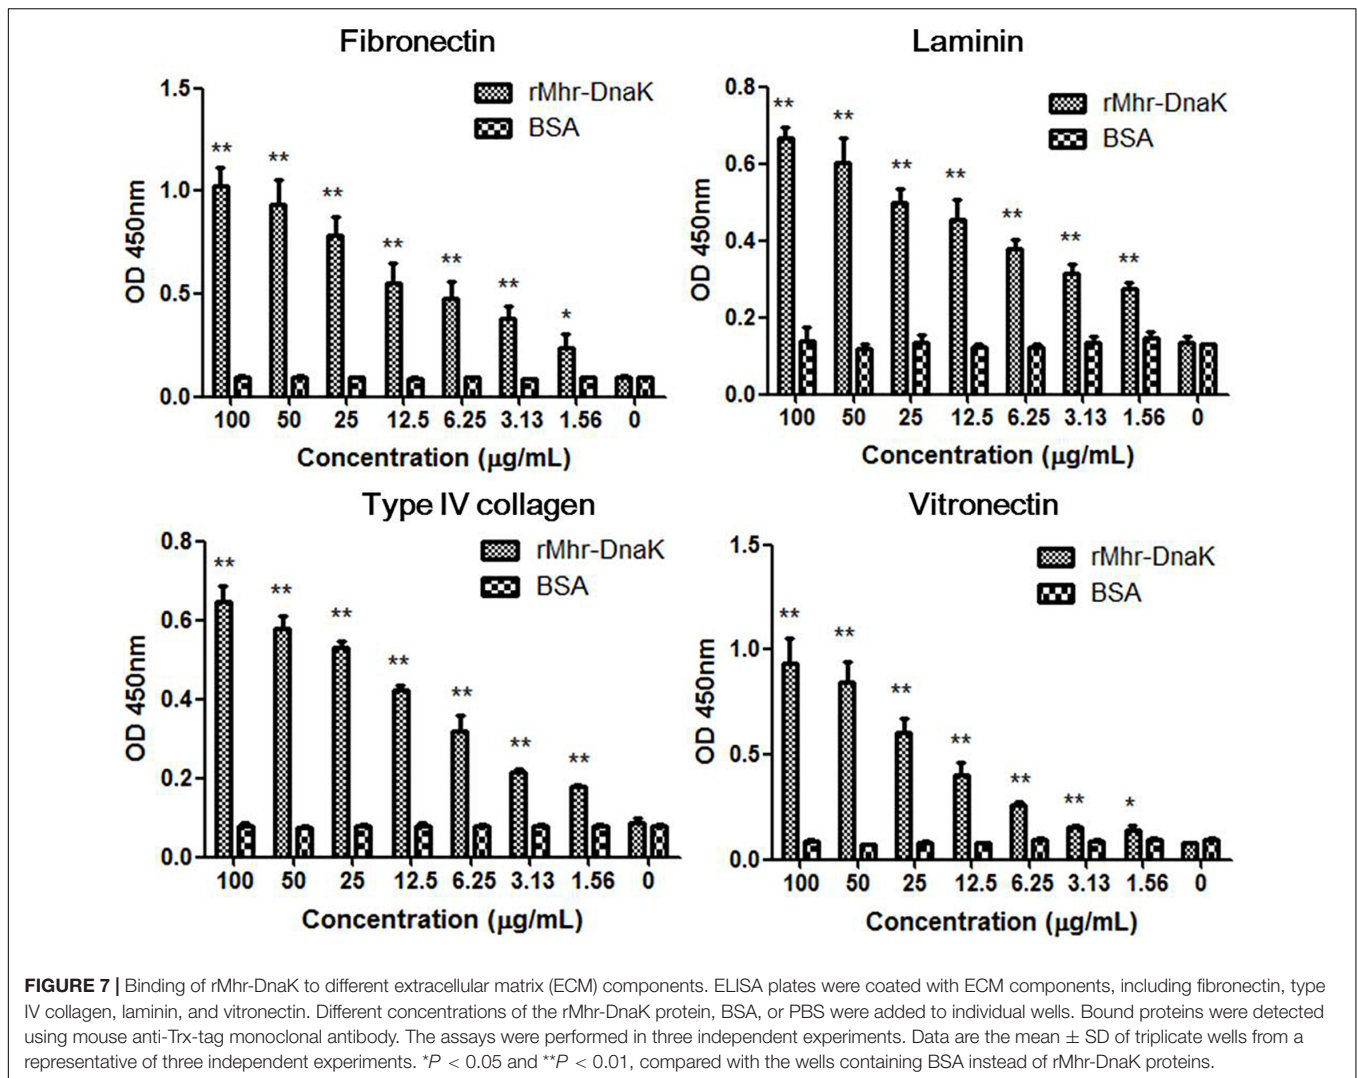 Fibronectin
1.5
1.0
0.5
0.0
OD 450nm
rMhr-DnaK
BSA
** ** ** ** ** ** *
100 50 25 12.5 6.25 3.13 1.56 0
Concentration (μg/mL)
Laminin
0.8
0.6
0.4
0.2
0.0
OD 450nm
rMhr-DnaK
BSA
** ** ** ** ** ** **
100 50 25 12.5 6.25 3.13 1.56 0
Concentration (μg/mL)
Type IV collagen
0.8
0.6
0.4
0.2
0.0
OD 450nm
rMhr-DnaK
BSA
** ** ** ** ** ** **
100 50 25 12.5 6.25 3.13 1.56 0
Concentration (μg/mL)
Vitronectin
1.5
1.0
0.5
0.0
OD 450nm
rMhr-DnaK
BSA
** ** ** ** ** ** *
100 50 25 12.5 6.25 3.13 1.56 0
Concentration (μg/mL)
FIGURE 7 | Binding of rMhr-DnaK to different extracellular matrix (ECM) components. ELISA plates were coated with ECM components, including fibronectin, type
IV collagen, laminin, and vitronectin. Different concentrations of the rMhr-DnaK protein, BSA, or PBS were added to individual wells. Bound proteins were detected
using mouse anti-Trx-tag monoclonal antibody. The assays were performed in three independent experiments. Data are the mean ± SD of triplicate wells from a
representative of three independent experiments. *P < 0.05 and **P < 0.01, compared with the wells containing BSA instead of rMhr-DnaK proteins.